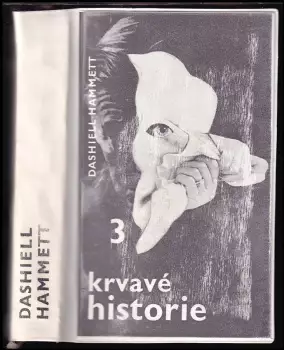 DASHIELL
HAMMETT
DASHIELL HAMMETT
3
krvavé
historie